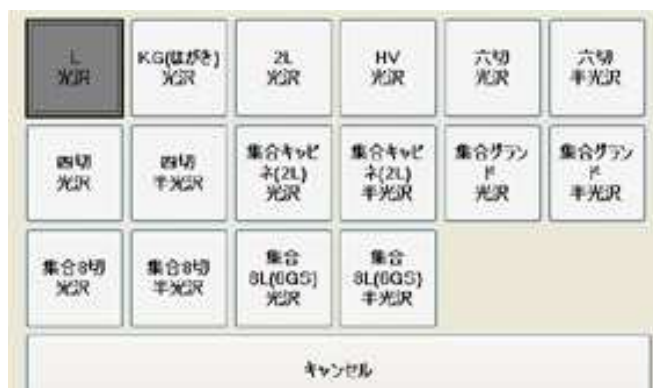 L
光沢
KG(はがき)
光沢
2L
光沢
HV
光沢
六切
光沢
六切
半光沢
四切
光沢
四切
半光沢
集合キャビ
ネ(2L)
光沢
集合キャビ
ネ(2L)
半光沢
集合グラン
ド
光沢
集合グラン
ド
半光沢
集合8切
光沢
集合8切
半光沢
集合
8L(6GS)
光沢
集合
8L(6GS)
半光沢
キャンセル